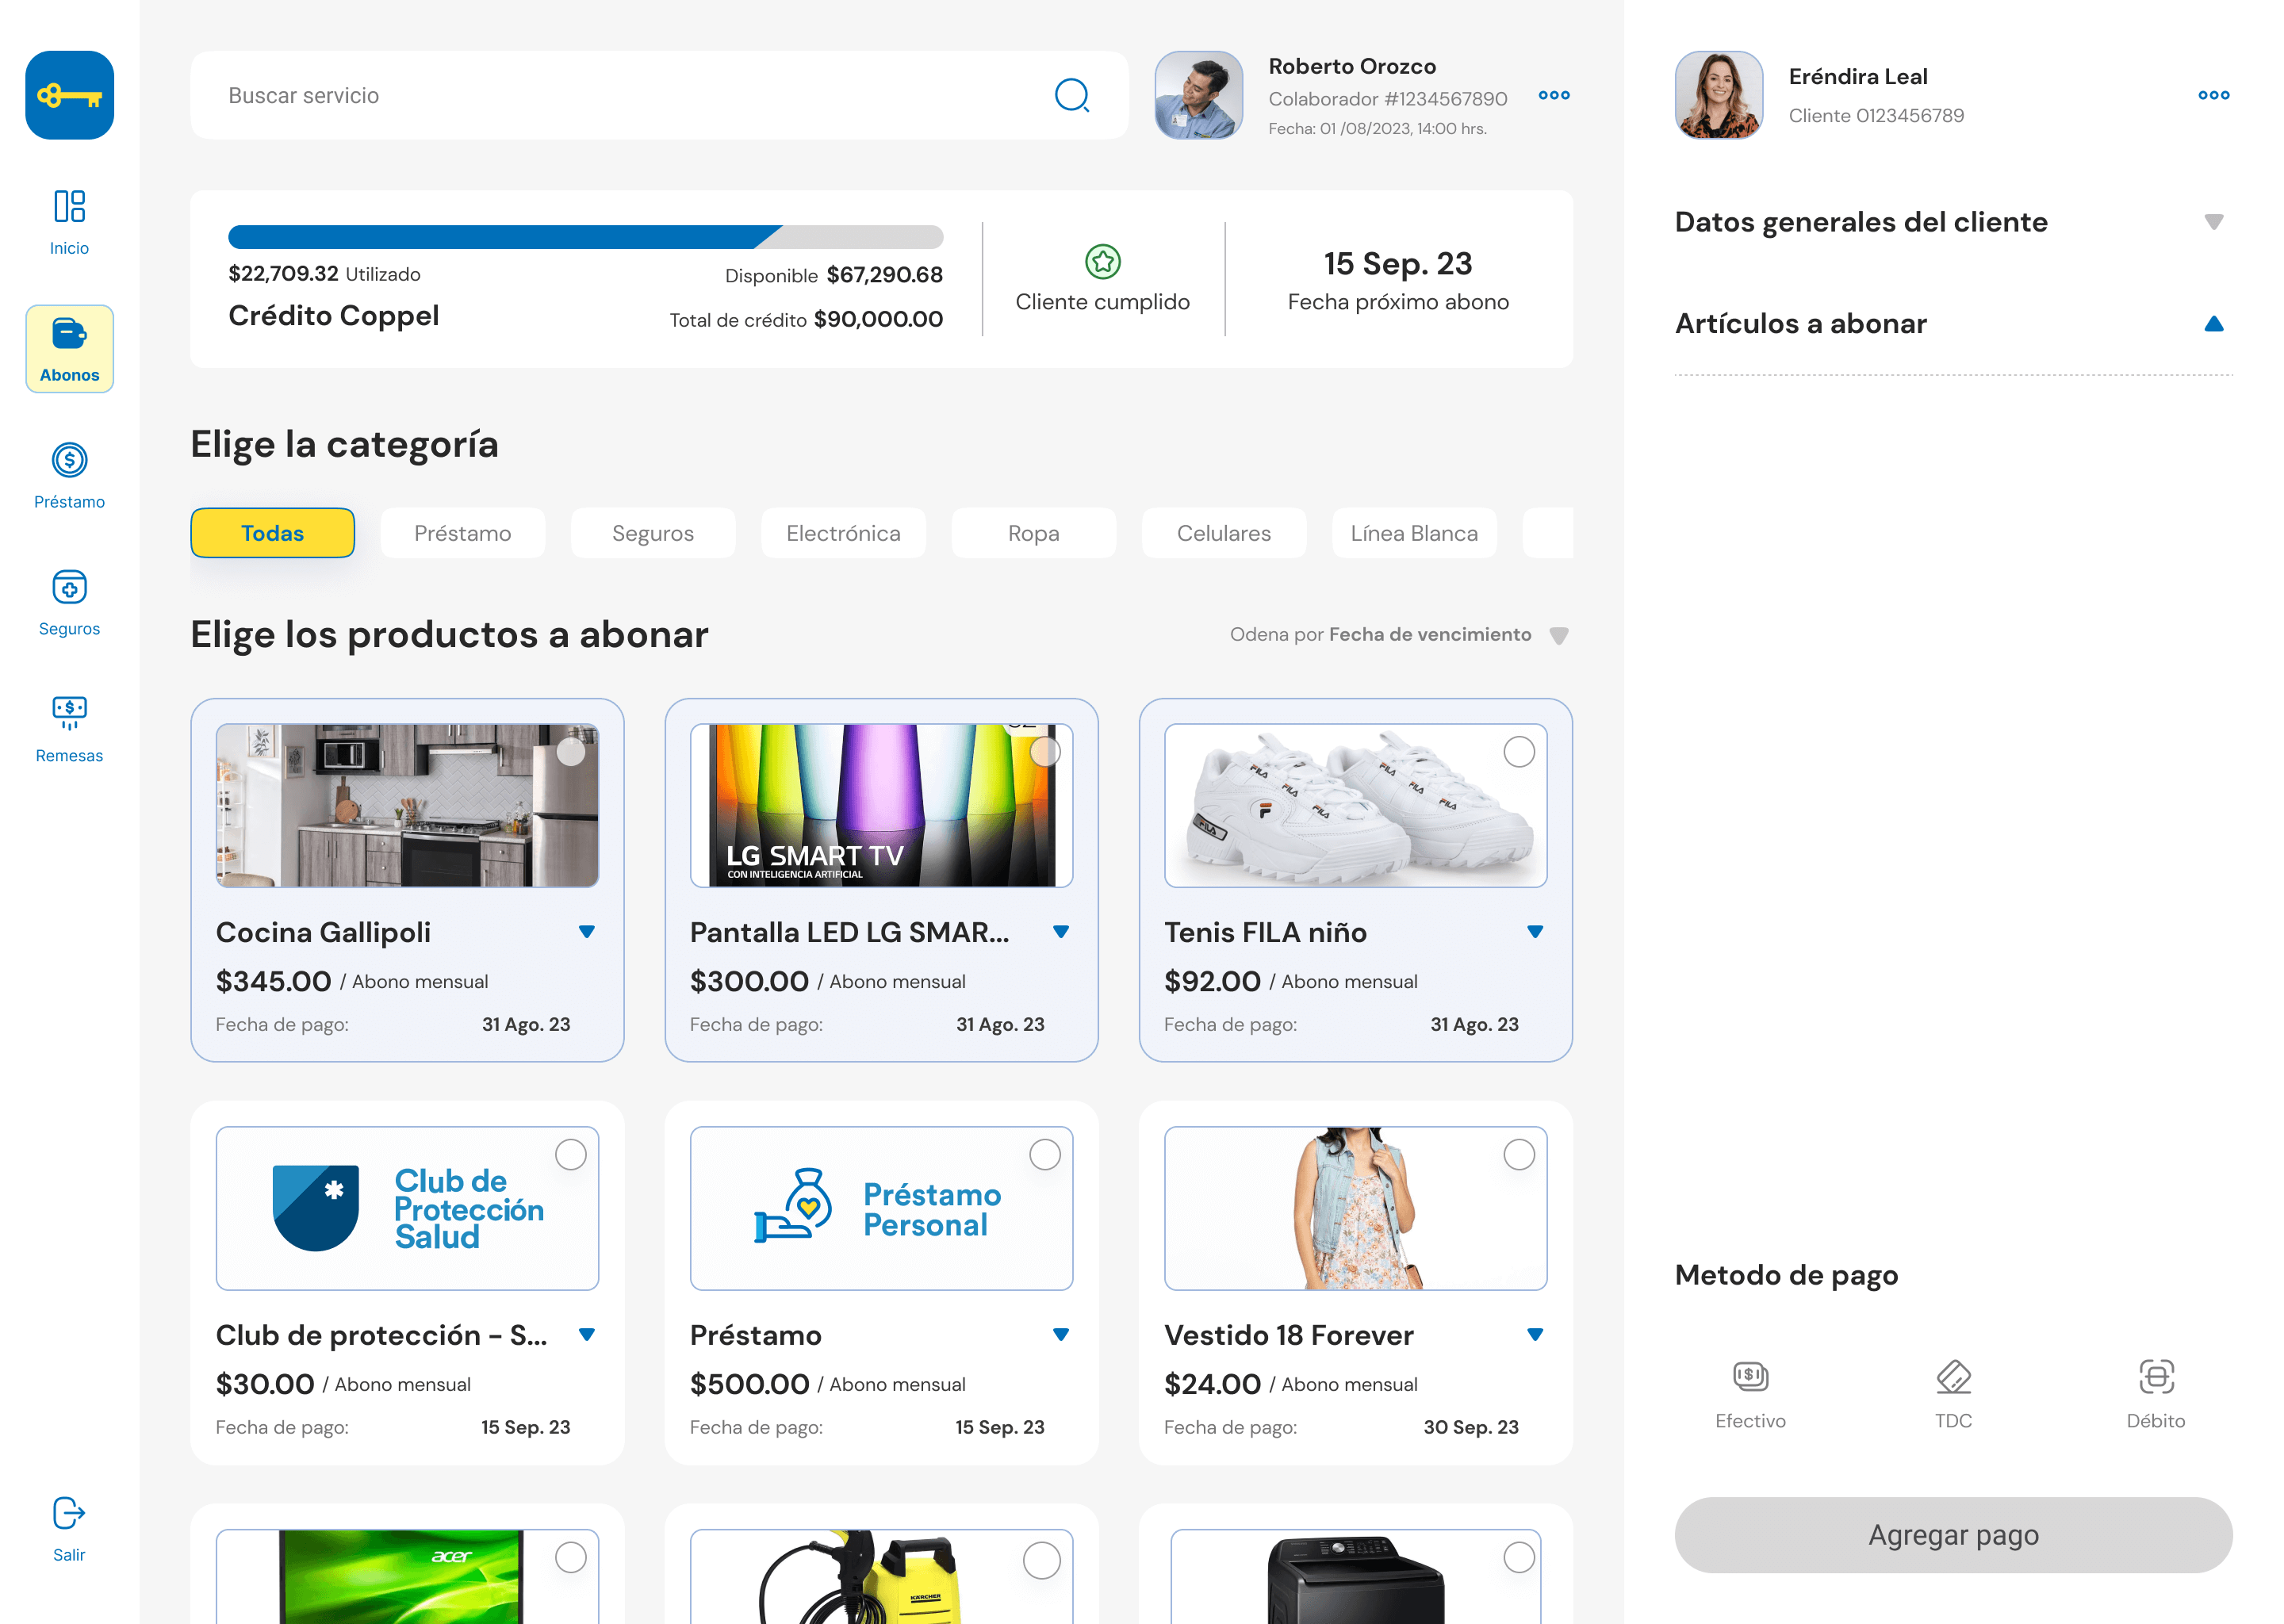 Inicio
Abonos
Préstamo
Seguros
Remesas
Salir
Buscar servicio
Roberto Orozco
Colaborador #1234567890
Fecha: 01 /08/2023, 14:00 hrs.
$22,709.32 Utilizado
Disponible $67,290.68
Crédito Coppel
Total de crédito $90,000.00
Cliente cumplido
15 Sep. 23
Fecha próximo abono
Elige la categoría
Todas
Préstamo
Seguros
Electrónica
Ropa
Celulares
Línea Blanca
Elige los productos a abonar
Odena por Fecha de vencimiento
Cocina Gallipoli
$345.00 / Abono mensual
Fecha de pago: 31 Ago. 23
LG SMART TV
CON INTELIGENCIA ARTIFICIAL
Pantalla LED LG SMAR...
$300.00 / Abono mensual
Fecha de pago: 31 Ago. 23
FILA
FILA
FILA
FILA
FILA
FILA
FILA
Tenis FILA niño
$92.00 / Abono mensual
Fecha de pago: 31 Ago. 23
Club de
Protección
Salud
Club de protección - S...
$30.00 / Abono mensual
Fecha de pago: 15 Sep. 23
Préstamo
Personal
Préstamo
$500.00 / Abono mensual
Fecha de pago: 15 Sep. 23
Vestido 18 Forever
$24.00 / Abono mensual
Fecha de pago: 30 Sep. 23
acer
KÄRCHER
Eréndira Leal
Cliente 0123456789
Datos generales del cliente
Artículos a abonar
Metodo de pago
Efectivo
TDC
Débito
Agregar pago